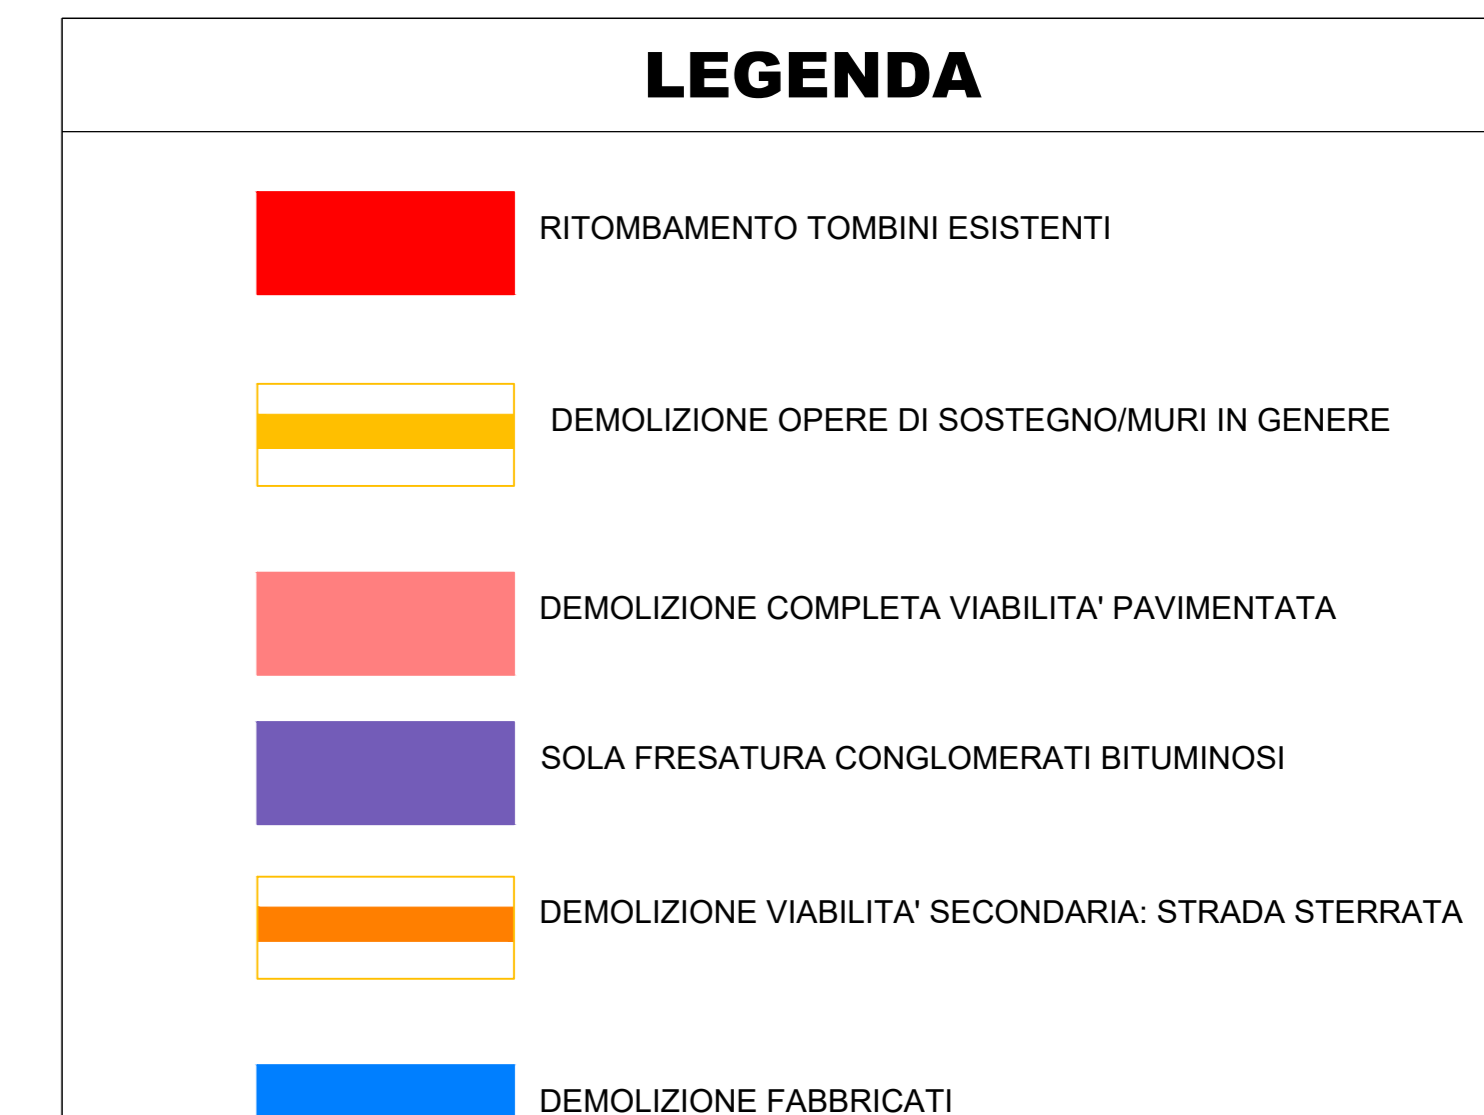 LEGENDA
RITOMBAMENTO TOMBINI ESISTENTI
DEMOLIZIONE OPERE DI SOSTEGNO/MURI IN GENERE
DEMOLIZIONE COMPLETA VIABILITA' PAVIMENTATA
SOLA FRESATURA CONGLOMERATI BITUMINOSI
DEMOLIZIONE VIABILITA' SECONDARIA: STRADA STERRATA
DEMOLIZIONE FABBRICATI